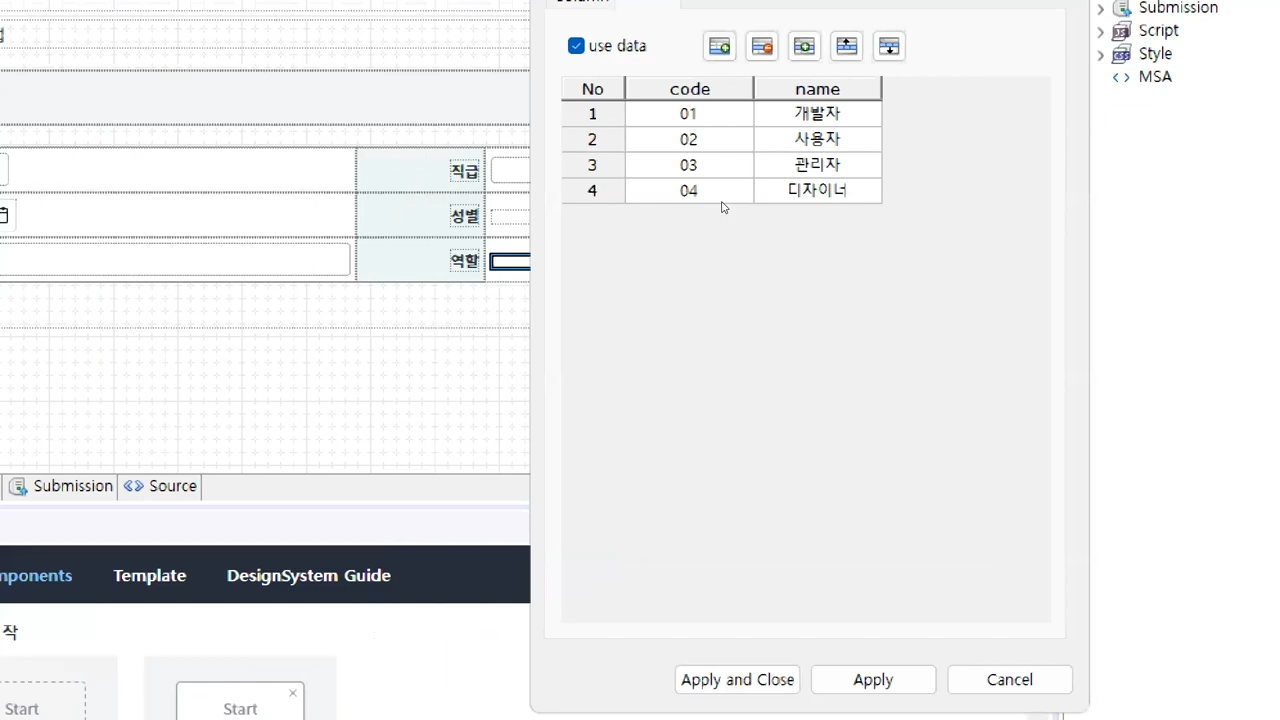 Submission
Script
Style
MSA
use data
No code name
1 01 개발자
2 02 사용자
3 03 관리자
4 04 디자이너
직급
성별
역할
Submission Source
mponents Template DesignSystem Guide
작
Start Start
Apply and Close Apply Cancel